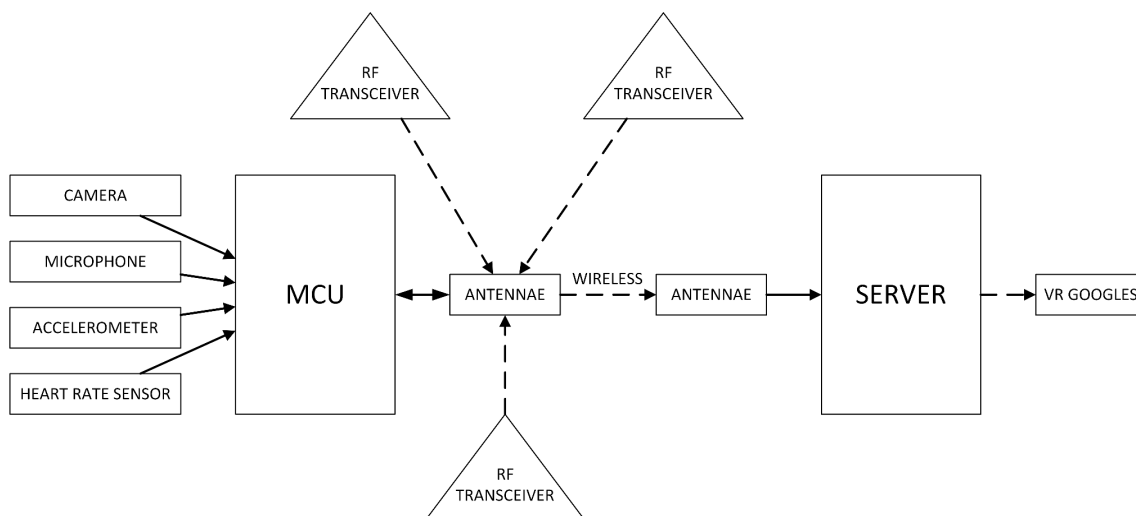 RF
TRANSCEIVER
RF
TRANSCEIVER
CAMERA
MICROPHONE
ACCELEROMETER
HEART RATE SENSOR
MCU
ANTENNAE
WIRELESS
ANTENNAE
SERVER
VR GOOGLES
RF
TRANSCEIVER